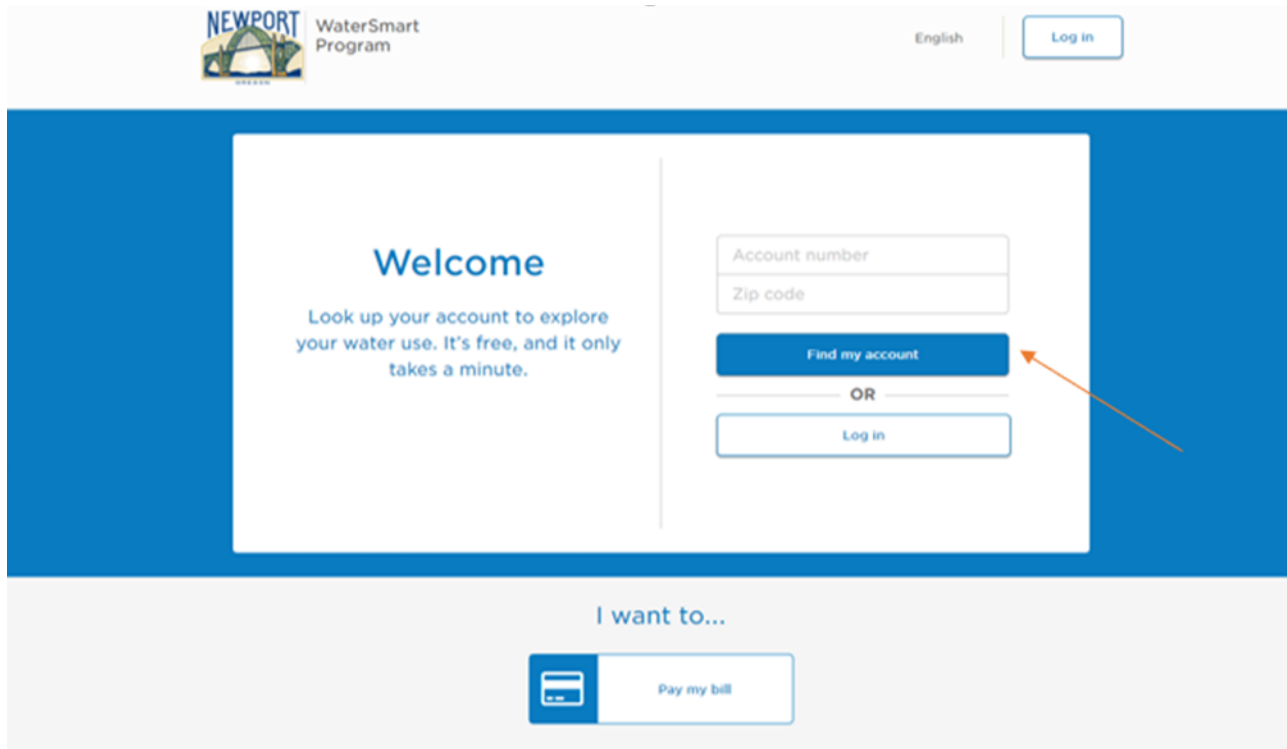 NEWPORT
OREGON
WaterSmart
Program
English
Log in
Welcome
Look up your account to explore
your water use. It's free, and it only
takes a minute.
Account number
Zip code
Find my account
OR
Log in
I want to...
Pay my bill